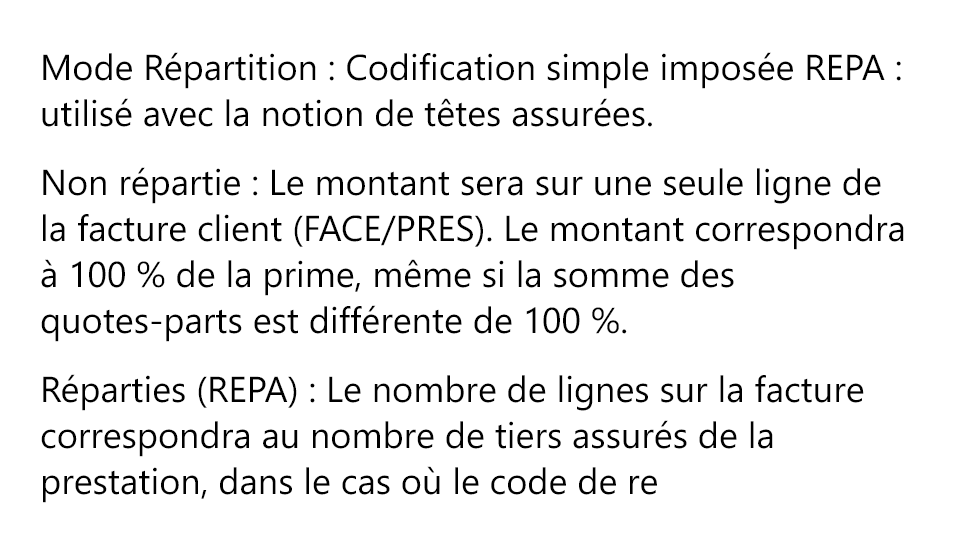 Mode Répartition : Codification simple imposée REPA :
utilisé avec la notion de têtes assurées.
Non répartie : Le montant sera sur une seule ligne de
la facture client (FACE/PRES). Le montant correspondra
à 100 % de la prime, même si la somme des
quotes-parts est différente de 100 %.
Réparties (REPA) : Le nombre de lignes sur la facture
correspondra au nombre de tiers assurés de la
prestation, dans le cas où le code de re